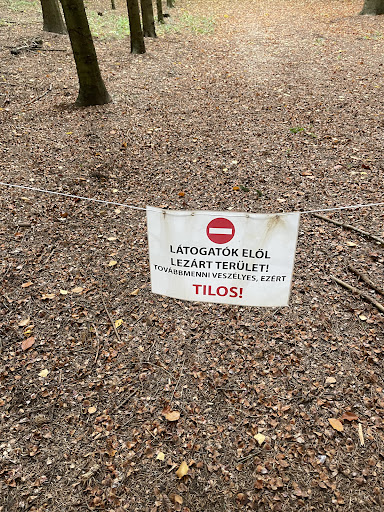 LÁTOGATÓK ELŐL
LEZÁRT TERÜLET!
TOVÁBBMENNI VESZÉLYES, EZÉRT
TILOS!